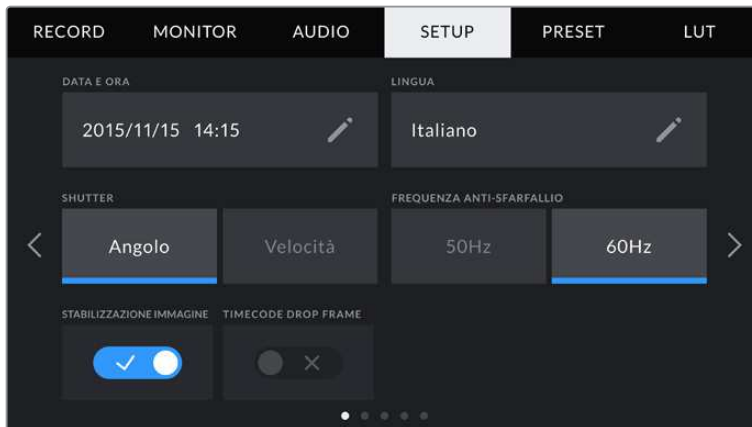 RECORD MONITOR AUDIO SETUP PRESET LUT
DATA E ORA LINGUA
2015/11/15 14:15 Italiano
SHUTTER FREQUENZA ANTI-SFARFALLIO
Angolo Velocità 50Hz 60Hz
STABILIZZAZIONE IMMAGINE TIMECODE DROP FRAME